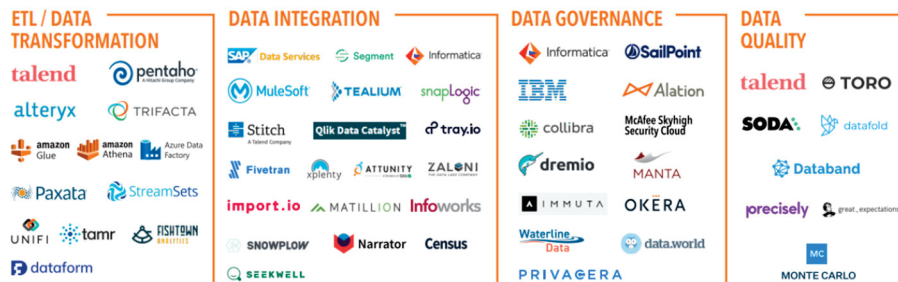 ETL / DATA
TRANSFORMATION
talend pentaho
A Hitachi Group Company
alteryx TRIFACTA
amazon Glue amazon Athena Azure Data Factory
Paxata StreamSets
UNIFI tamr FISHTOWN ANALYTICS
dataform
DATA INTEGRATION
SAP Data Services Segment Informatica
MuleSoft TEALIUM snapLogic
Stitch Qlik Data Catalyst tray.io
A Talend Company
Fivetran xplenty ATTUNITY ZALONI
THE DATA LAKE COMPANY
import.io MATILLION Infoworks
SNOWPLOW Narrator Census
SEEKWELL
DATA GOVERNANCE
Informatica SailPoint
IBM Alation
collibra McAfee Skyhigh Security Cloud
dremio MANTA
IMMUTA OKERA
Waterline Data data.world
PRIVACERA
DATA
QUALITY
talend TORO
SODA datafold
Databand
precisely great_expectations
MC
MONTE CARLO